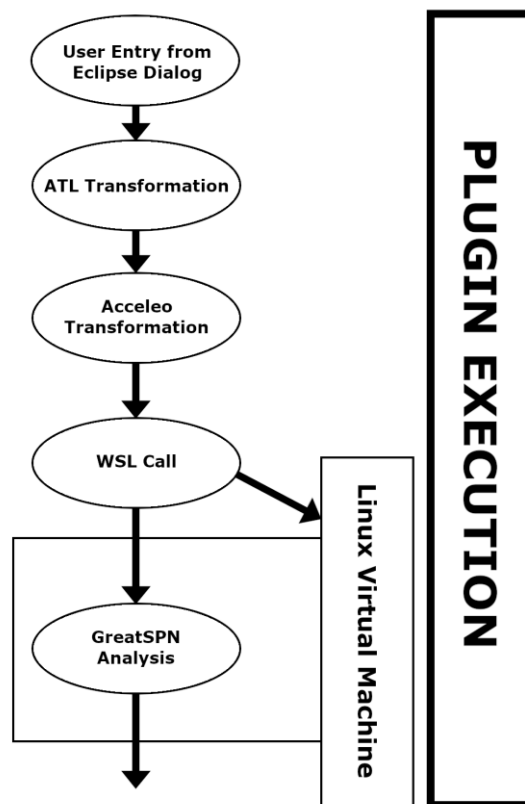 User Entry from
Eclipse Dialog
ATL Transformation
Acceleo
Transformation
WSL Call
GreatSPN
Analysis
Linux Virtual Machine
PLUGIN EXECUTION